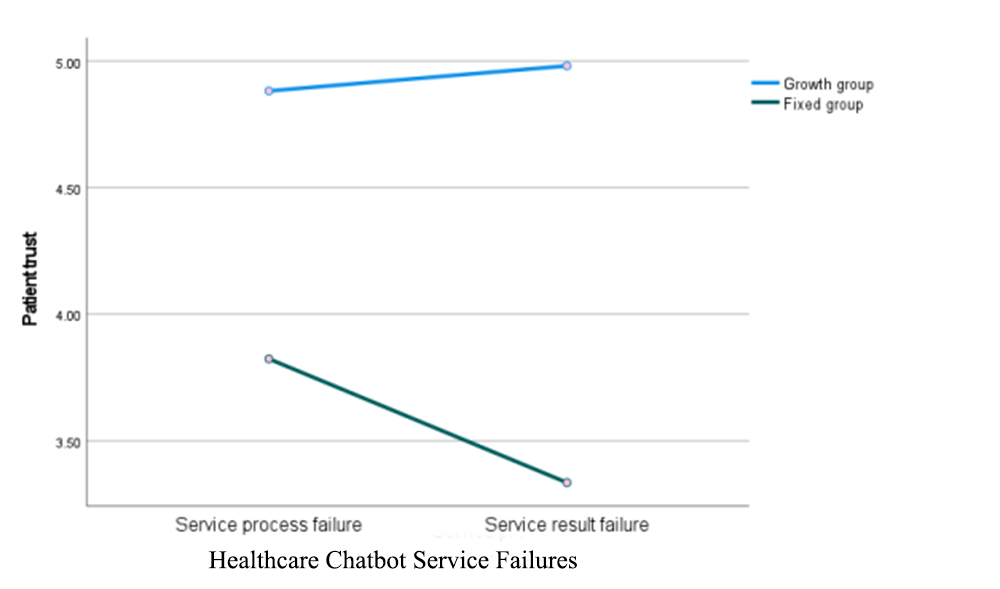 5.00
Growth group
Fixed group
4.50
Patient trust
4.00
3.50
Service process failure
Service result failure
Healthcare Chatbot Service Failures